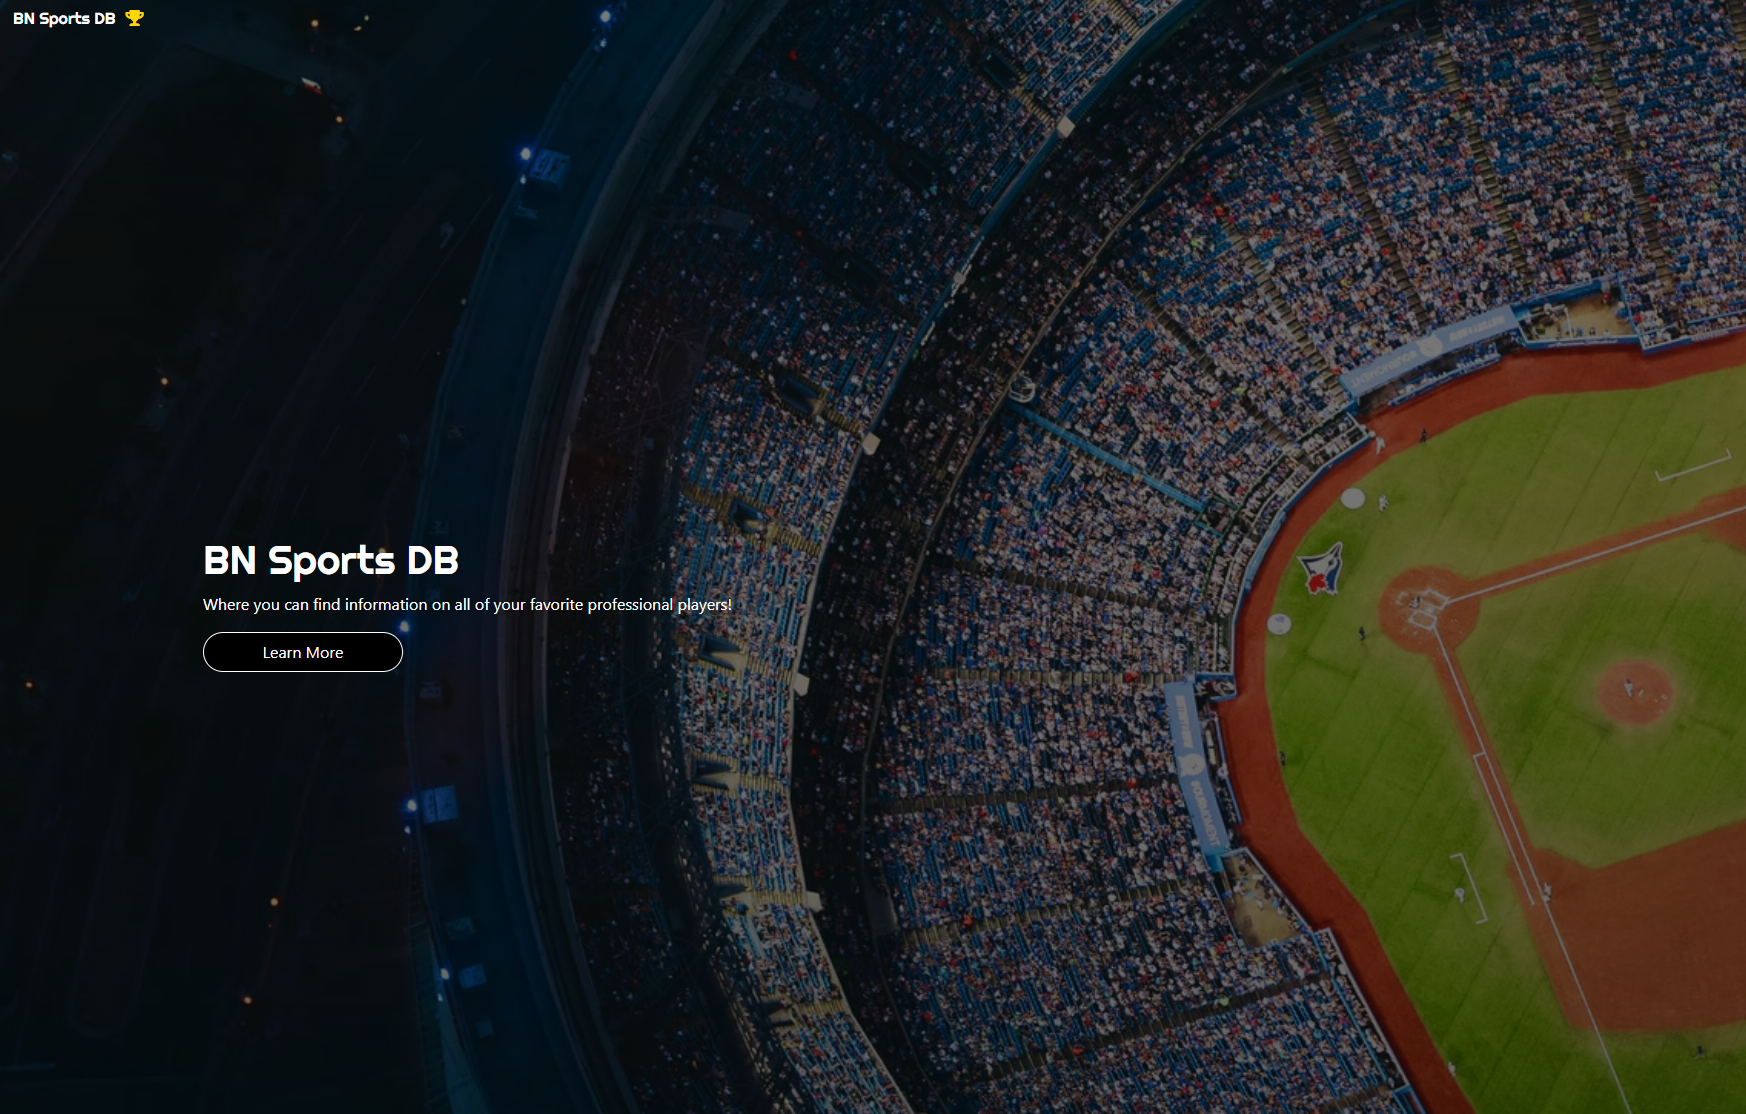 BN Sports DB
BN Sports DB
Where you can find information on all of your favorite professional players!
Learn More